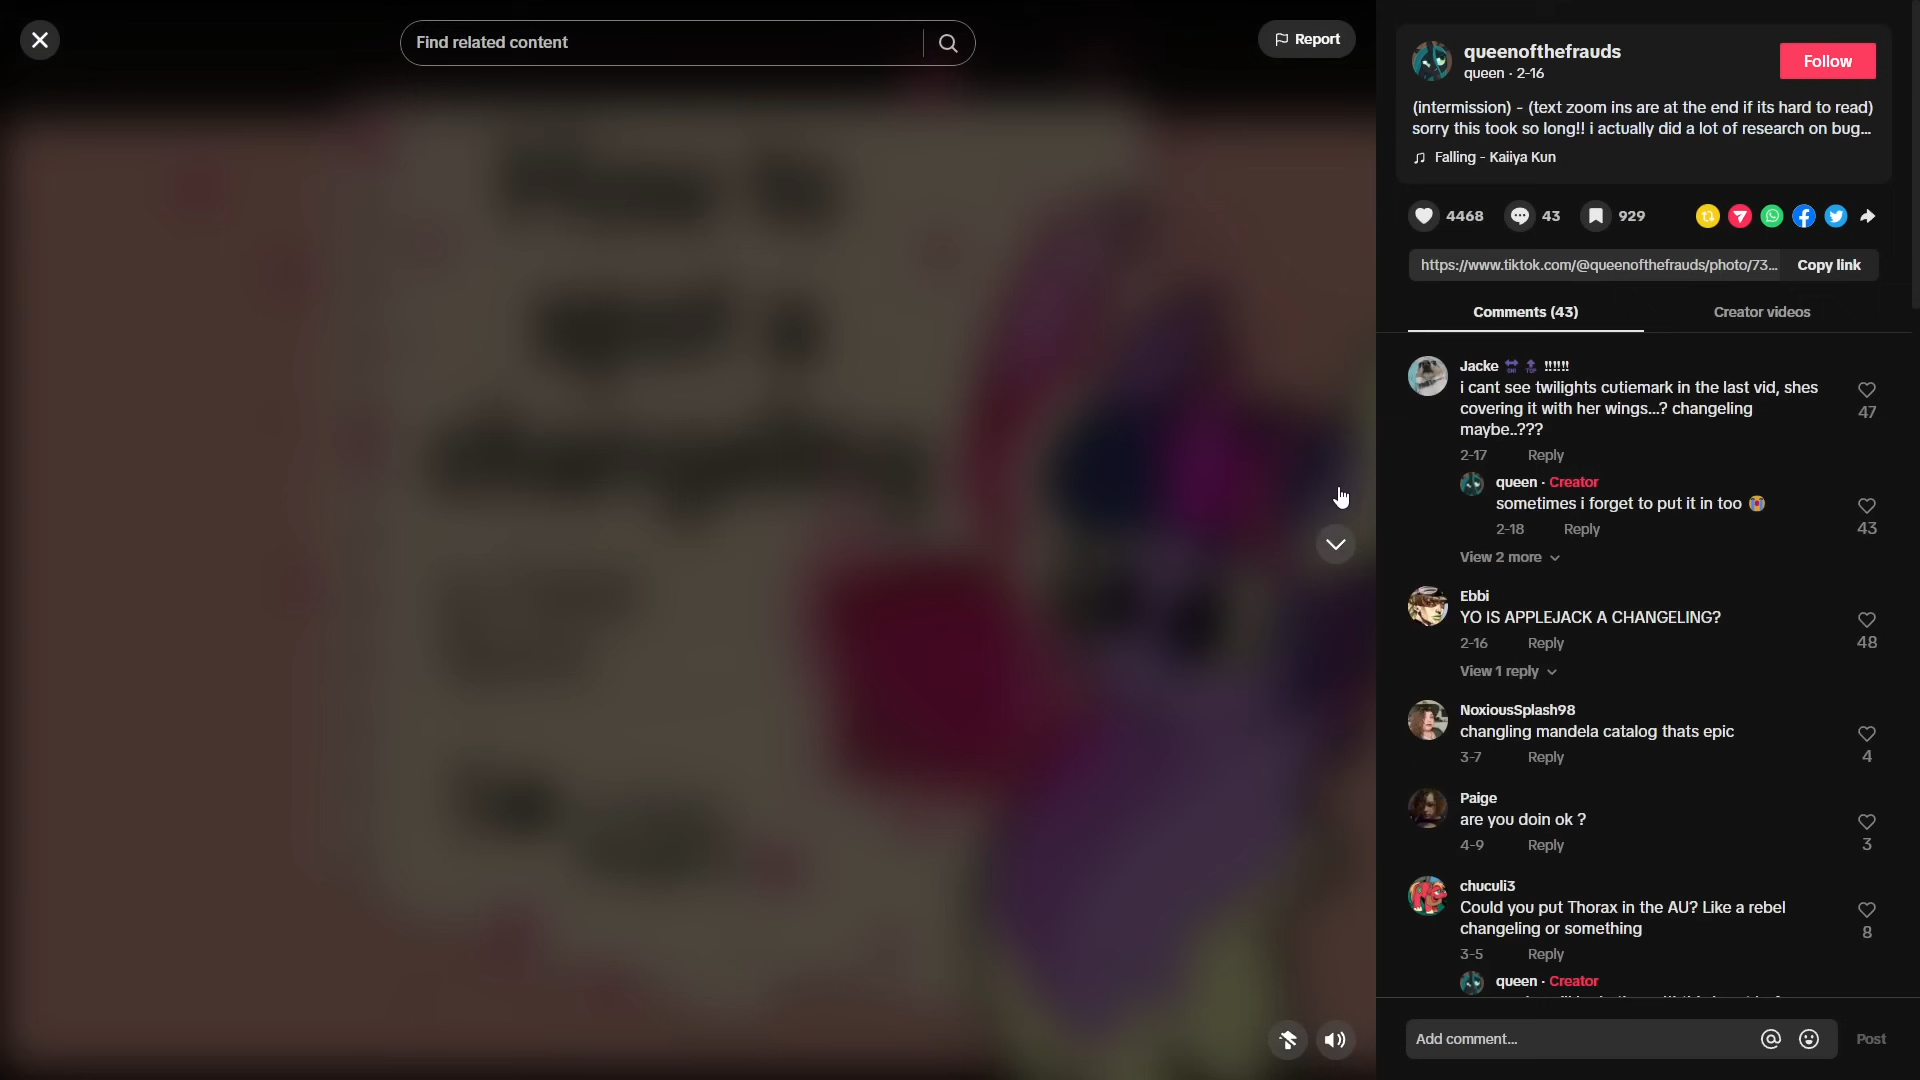 Find related content
Report
queenofthefrauds
queen · 2-16
Follow
(intermission) - (text zoom ins are at the end if its hard to read)
sorry this took so long!! i actually did a lot of research on bug...
♫ Falling - Kaiiya Kun
4468
43
929
https://www.tiktok.com/@queenofthefrauds/photo/73...
Copy link
Comments (43)
Creator videos
Jacke ‼️‼️‼️
i cant see twilights cutiemark in the last vid, shes
covering it with her wings...? changeling
maybe..???
47
2-17
Reply
queen · Creator
sometimes i forget to put it in too 😭
43
2-18
Reply
View 2 more
Ebbi
YO IS APPLEJACK A CHANGELING?
48
2-16
Reply
View 1 reply
NoxiousSplash98
changling mandela catalog thats epic
4
3-7
Reply
Paige
are you doin ok ?
3
4-9
Reply
chuculi3
Could you put Thorax in the AU? Like a rebel
changeling or something
8
3-5
Reply
queen · Creator
Add comment...
Post